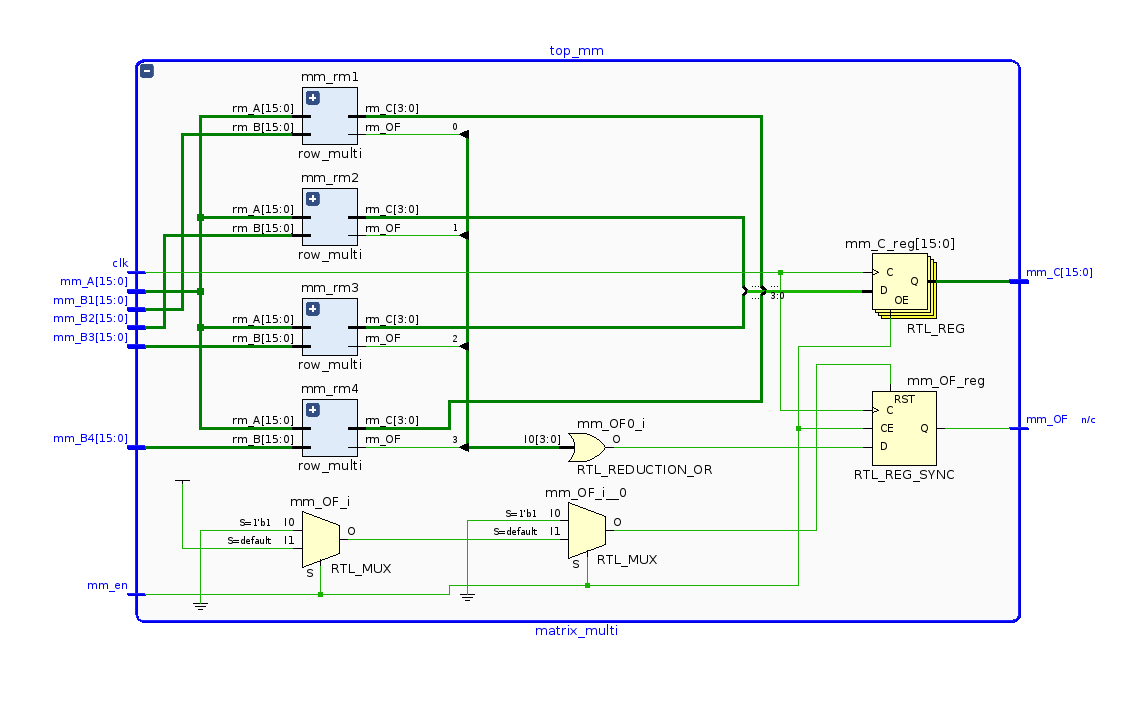 top_mm
mm_rm1
rm_A[15:0] rm_C[3:0]
rm_B[15:0] rm_OF 0
row_multi
mm_rm2
rm_A[15:0] rm_C[3:0]
rm_B[15:0] rm_OF 1
row_multi
mm_C_reg[15:0]
clk
C
mm_A[15:0]
Q mm_C[15:0]
... ...
D
... 3:0
OE
RTL_REG
mm_B1[15:0]
mm_B2[15:0]
mm_B3[15:0]
mm_rm3
rm_A[15:0] rm_C[3:0]
rm_B[15:0] rm_OF 2
row_multi
mm_OF_reg
RST
C
CE Q
D
mm_OF n/c
RTL_REG_SYNC
mm_rm4
rm_A[15:0] rm_C[3:0]
mm_B4[15:0] rm_B[15:0] rm_OF 3
row_multi
mm_OF0_i
I0[3:0] O
RTL_REDUCTION_OR
mm_OF_i
S=1'b1 I0
S=default I1
O
S
RTL_MUX
mm_OF_i__0
S=1'b1 I0
S=default I1
O
S
RTL_MUX
mm_en
matrix_multi